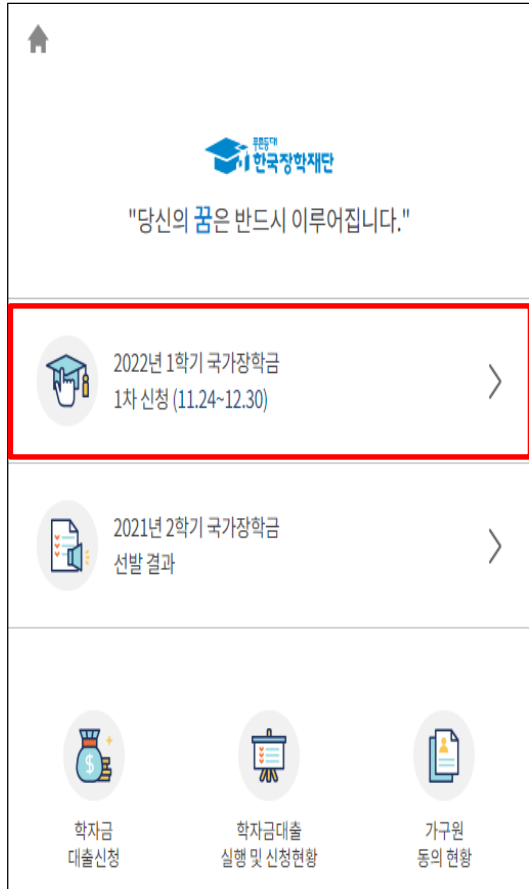 푸른등대
한국장학재단
"당신의 꿈은 반드시 이루어집니다."
2022년 1학기 국가장학금
1차 신청 (11.24~12.30)
2021년 2학기 국가장학금
선발 결과
학자금
대출신청
학자금대출
실행 및 신청현황
가구원
동의 현황